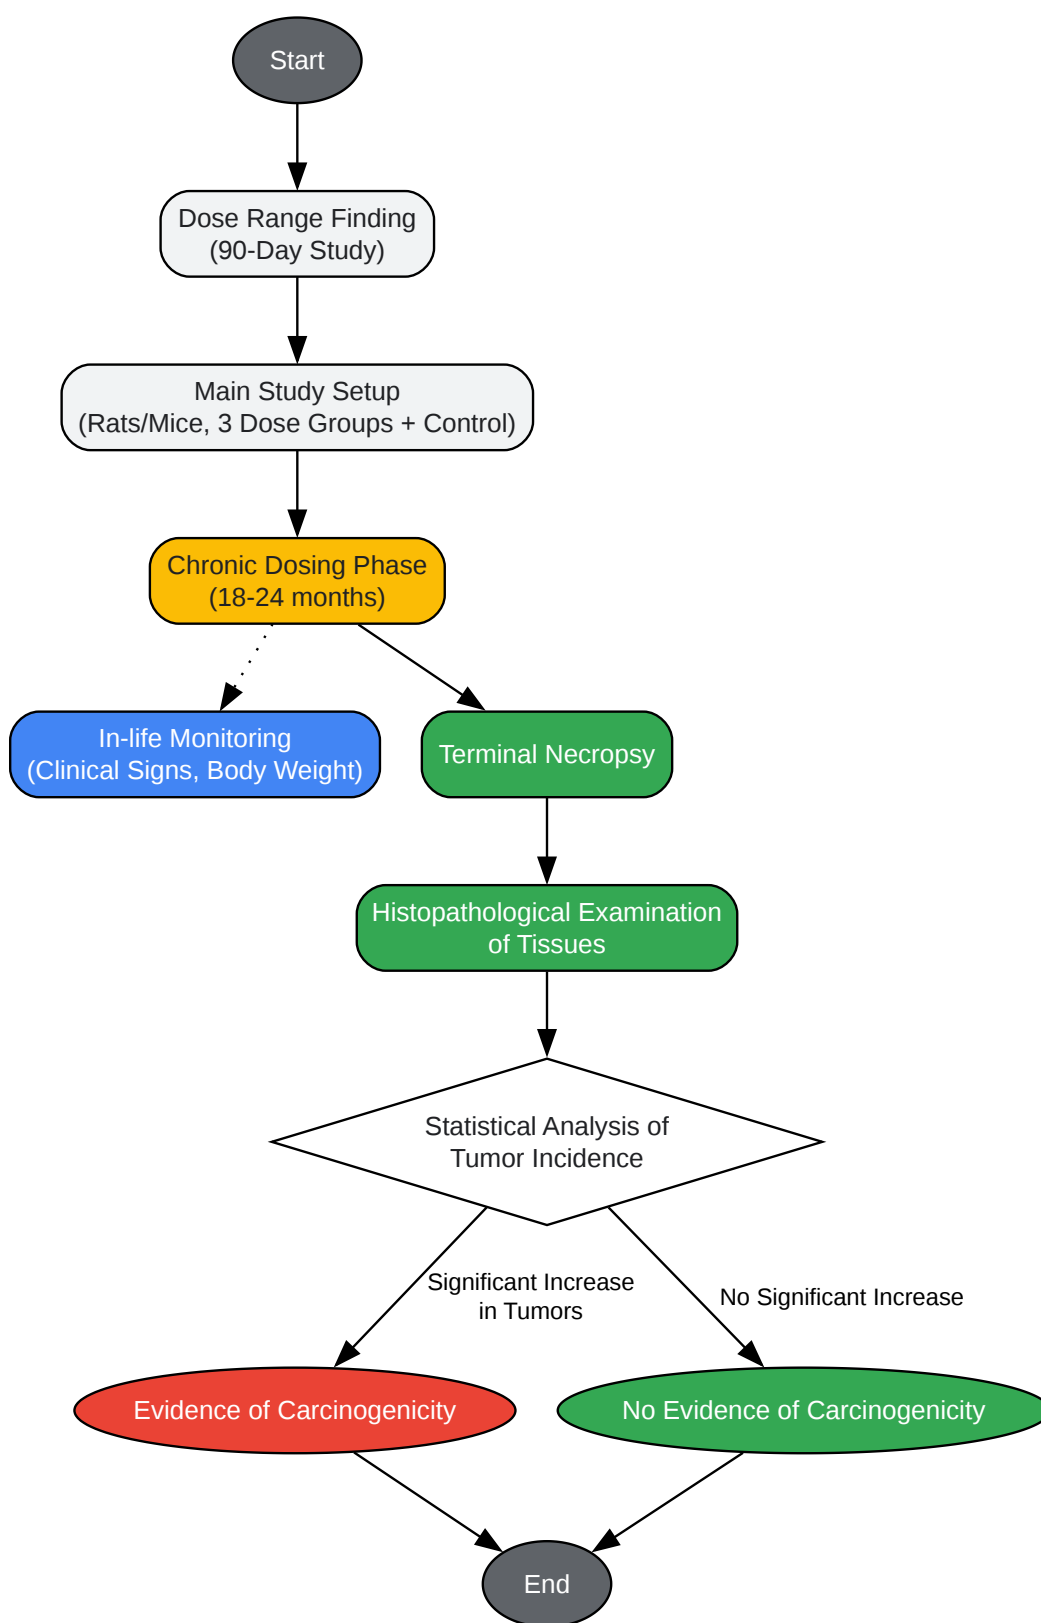 Start
Dose Range Finding
(90-Day Study)
Main Study Setup
(Rats/Mice, 3 Dose Groups + Control)
Chronic Dosing Phase
(18-24 months)
In-life Monitoring
(Clinical Signs, Body Weight)
Terminal Necropsy
Histopathological Examination
of Tissues
Statistical Analysis of
Tumor Incidence
Significant Increase
in Tumors
No Significant Increase
Evidence of Carcinogenicity
No Evidence of Carcinogenicity
End